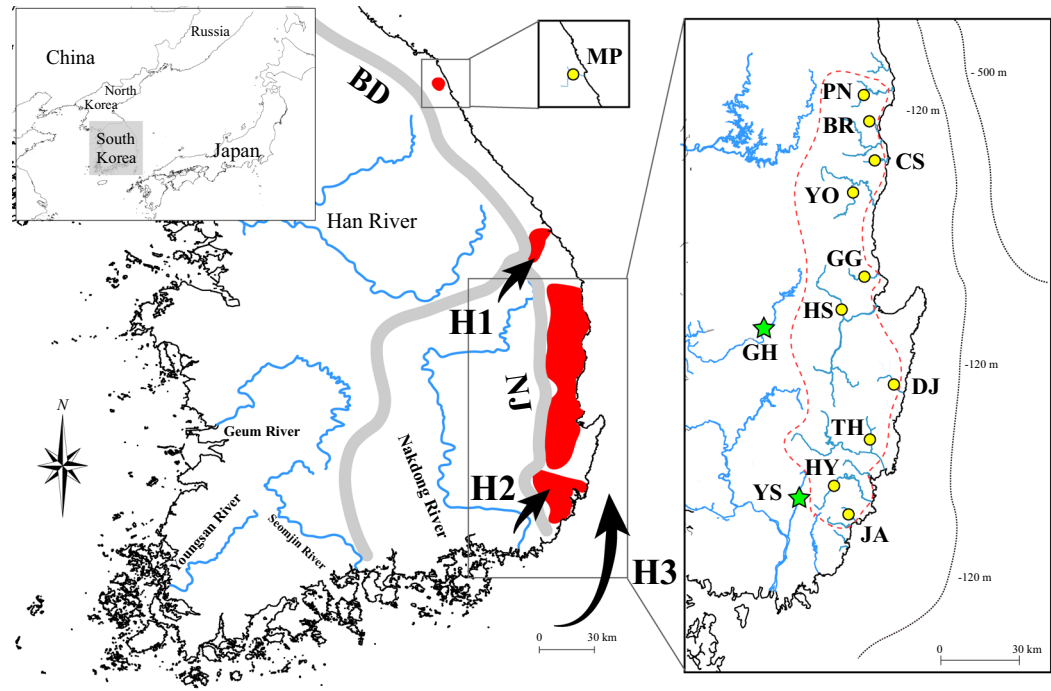 China
Russia
North
Korea
South
Korea
Japan
BD
MP
Han River
H1
NJ
Geum River
Nakdong River
H2
oungsan River
Seomjin River
H3
N
0
30 km
PN
BR
CS
YO
GG
HS
GH
DJ
TH
HY
YS
JA
- 500 m
-120 m
-120 m
-120 m
0
30 km